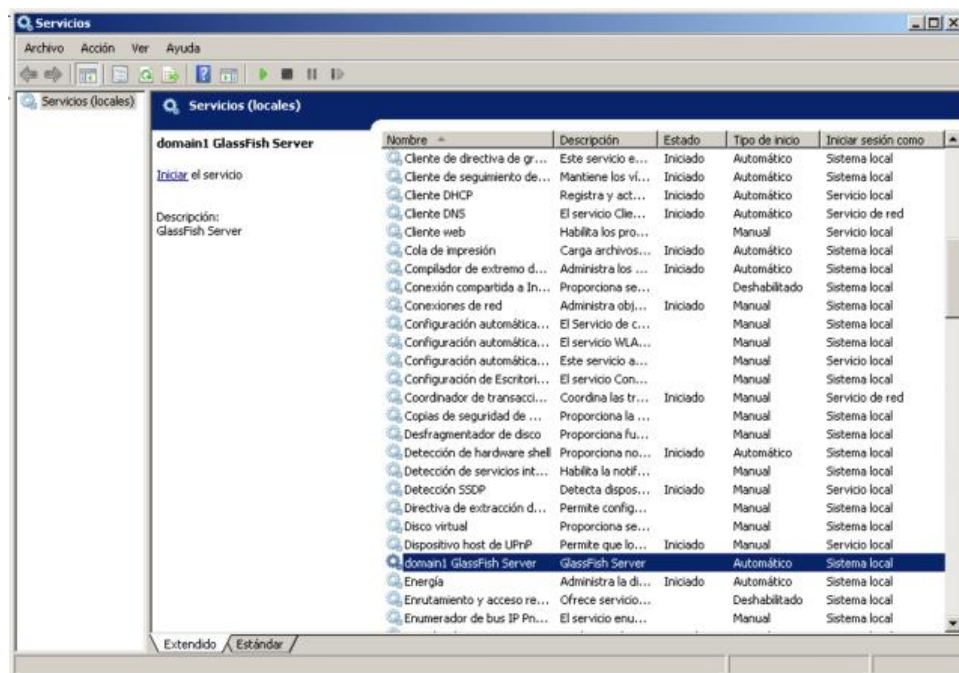 Servicios
Archivo Acción Ver Ayuda
Servicios (locales)
Servicios (locales)
domain1 GlassFish Server
Iniciar el servicio
Descripción:
GlassFish Server
Nombre Descripción Estado Tipo de inicio Iniciar sesión como
Cliente de directiva de gr... Este servicio e... Iniciado Automático Sistema local
Cliente de seguimiento de... Mantiene los ví... Iniciado Automático Sistema local
Cliente DHCP Registra y act... Iniciado Automático Servicio local
Cliente DNS El servicio Clie... Iniciado Automático Servicio de red
Cliente web Habilita los pro... Manual Servicio local
Cola de impresión Carga archivos... Iniciado Automático Sistema local
Compilador de extremo d... Administra los ... Iniciado Automático Sistema local
Conexión compartida a In... Proporciona se... Deshabilitado Sistema local
Conexiones de red Administra obj... Iniciado Manual Sistema local
Configuración automática... El Servicio de c... Manual Sistema local
Configuración automática... El servicio WLA... Manual Sistema local
Configuración automática... Este servicio a... Manual Servicio local
Configuración de Escritori... El servicio Con... Manual Sistema local
Coordinador de transacci... Coordina las tr... Iniciado Manual Servicio de red
Copias de seguridad de ... Proporciona la ... Manual Sistema local
Desfragmentador de disco Proporciona fu... Manual Sistema local
Detección de hardware shell Proporciona no... Iniciado Automático Sistema local
Detección de servicios int... Habilita la notif... Manual Sistema local
Detección SSDP Detecta dispos... Iniciado Manual Servicio local
Directiva de extracción d... Permite config... Manual Sistema local
Disco virtual Proporciona se... Manual Sistema local
Dispositivo host de UPnP Permite que lo... Iniciado Manual Servicio local
domain1 GlassFish Server GlassFish Server Automático Sistema local
Energía Administra la di... Iniciado Automático Sistema local
Enrutamiento y acceso re... Ofrece servicio... Deshabilitado Sistema local
Enumerador de bus IP Pn... El servicio enu... Manual Sistema local
Extendido Estándar